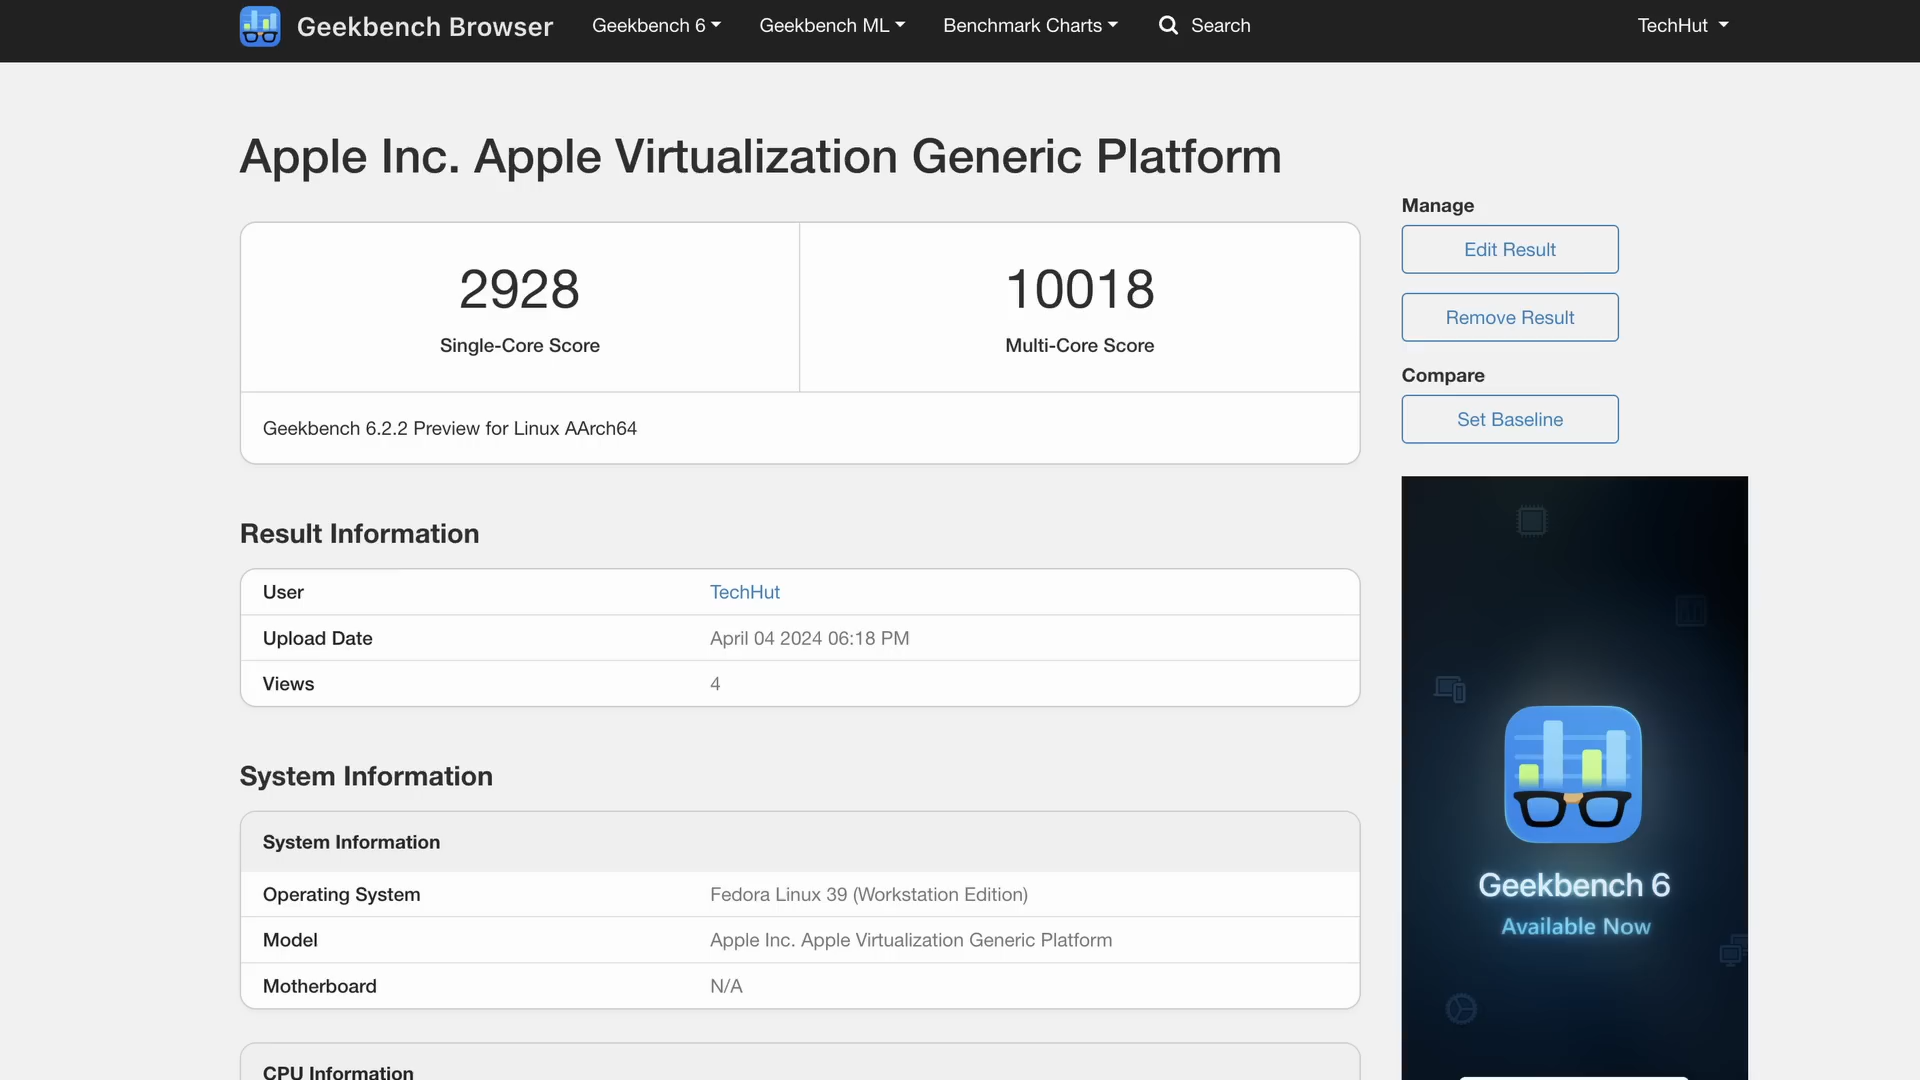 Geekbench Browser
Geekbench 6
Geekbench ML
Benchmark Charts
Search
TechHut
Apple Inc. Apple Virtualization Generic Platform
2928
Single-Core Score
10018
Multi-Core Score
Geekbench 6.2.2 Preview for Linux AArch64
Manage
Edit Result
Remove Result
Compare
Set Baseline
Result Information
User TechHut
Upload Date April 04 2024 06:18 PM
Views 4
System Information
System Information
Operating System Fedora Linux 39 (Workstation Edition)
Model Apple Inc. Apple Virtualization Generic Platform
Motherboard N/A
CPU Information
Geekbench 6
Available Now